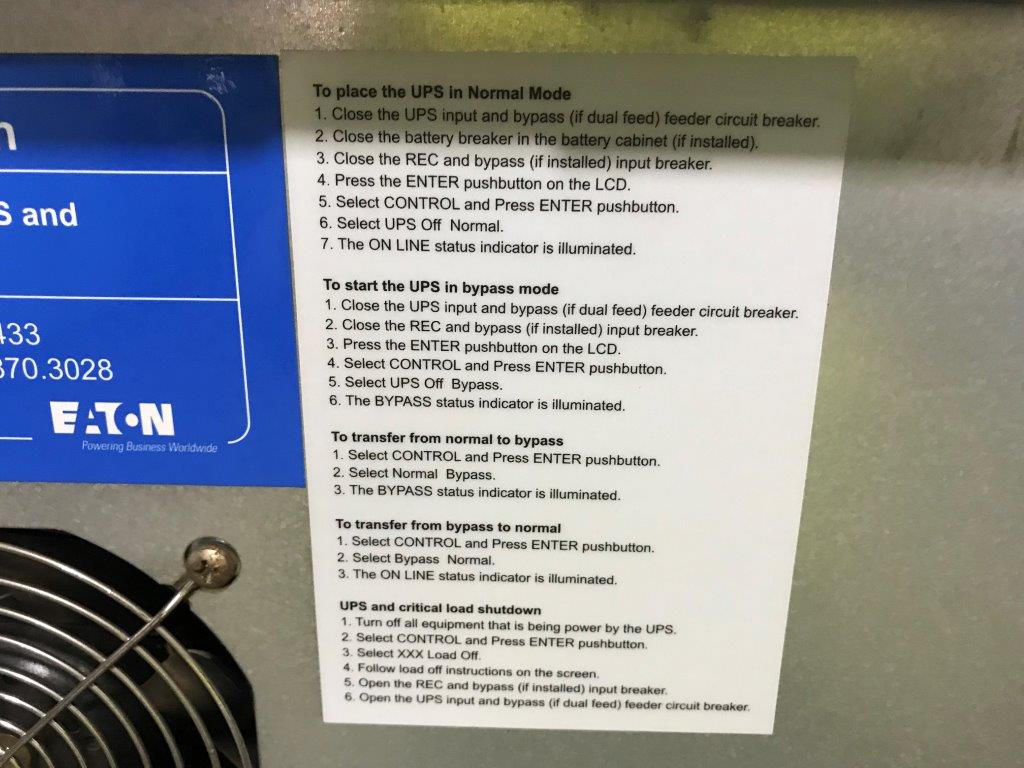 n
S and
433
370.3028
EATON
Powering Business Worldwide
To place the UPS in Normal Mode
1. Close the UPS input and bypass (if dual feed) feeder circuit breaker.
2. Close the battery breaker in the battery cabinet (if installed).
3. Close the REC and bypass (if installed) input breaker.
4. Press the ENTER pushbutton on the LCD.
5. Select CONTROL and Press ENTER pushbutton.
6. Select UPS Off Normal.
7. The ON LINE status indicator is illuminated.
To start the UPS in bypass mode
1. Close the UPS input and bypass (if dual feed) feeder circuit breaker.
2. Close the REC and bypass (if installed) input breaker.
3. Press the ENTER pushbutton on the LCD.
4. Select CONTROL and Press ENTER pushbutton.
5. Select UPS Off Bypass.
6. The BYPASS status indicator is illuminated.
To transfer from normal to bypass
1. Select CONTROL and Press ENTER pushbutton.
2. Select Normal Bypass.
3. The BYPASS status indicator is illuminated.
To transfer from bypass to normal
1. Select CONTROL and Press ENTER pushbutton.
2. Select Bypass Normal.
3. The ON LINE status indicator is illuminated.
UPS and critical load shutdown
1. Turn off all equipment that is being power by the UPS.
2. Select CONTROL and Press ENTER pushbutton.
3. Select XXX Load Off.
4. Follow load off instructions on the screen.
5. Open the REC and bypass (if installed) input breaker.
6. Open the UPS input and bypass (if dual feed) feeder circuit breaker.